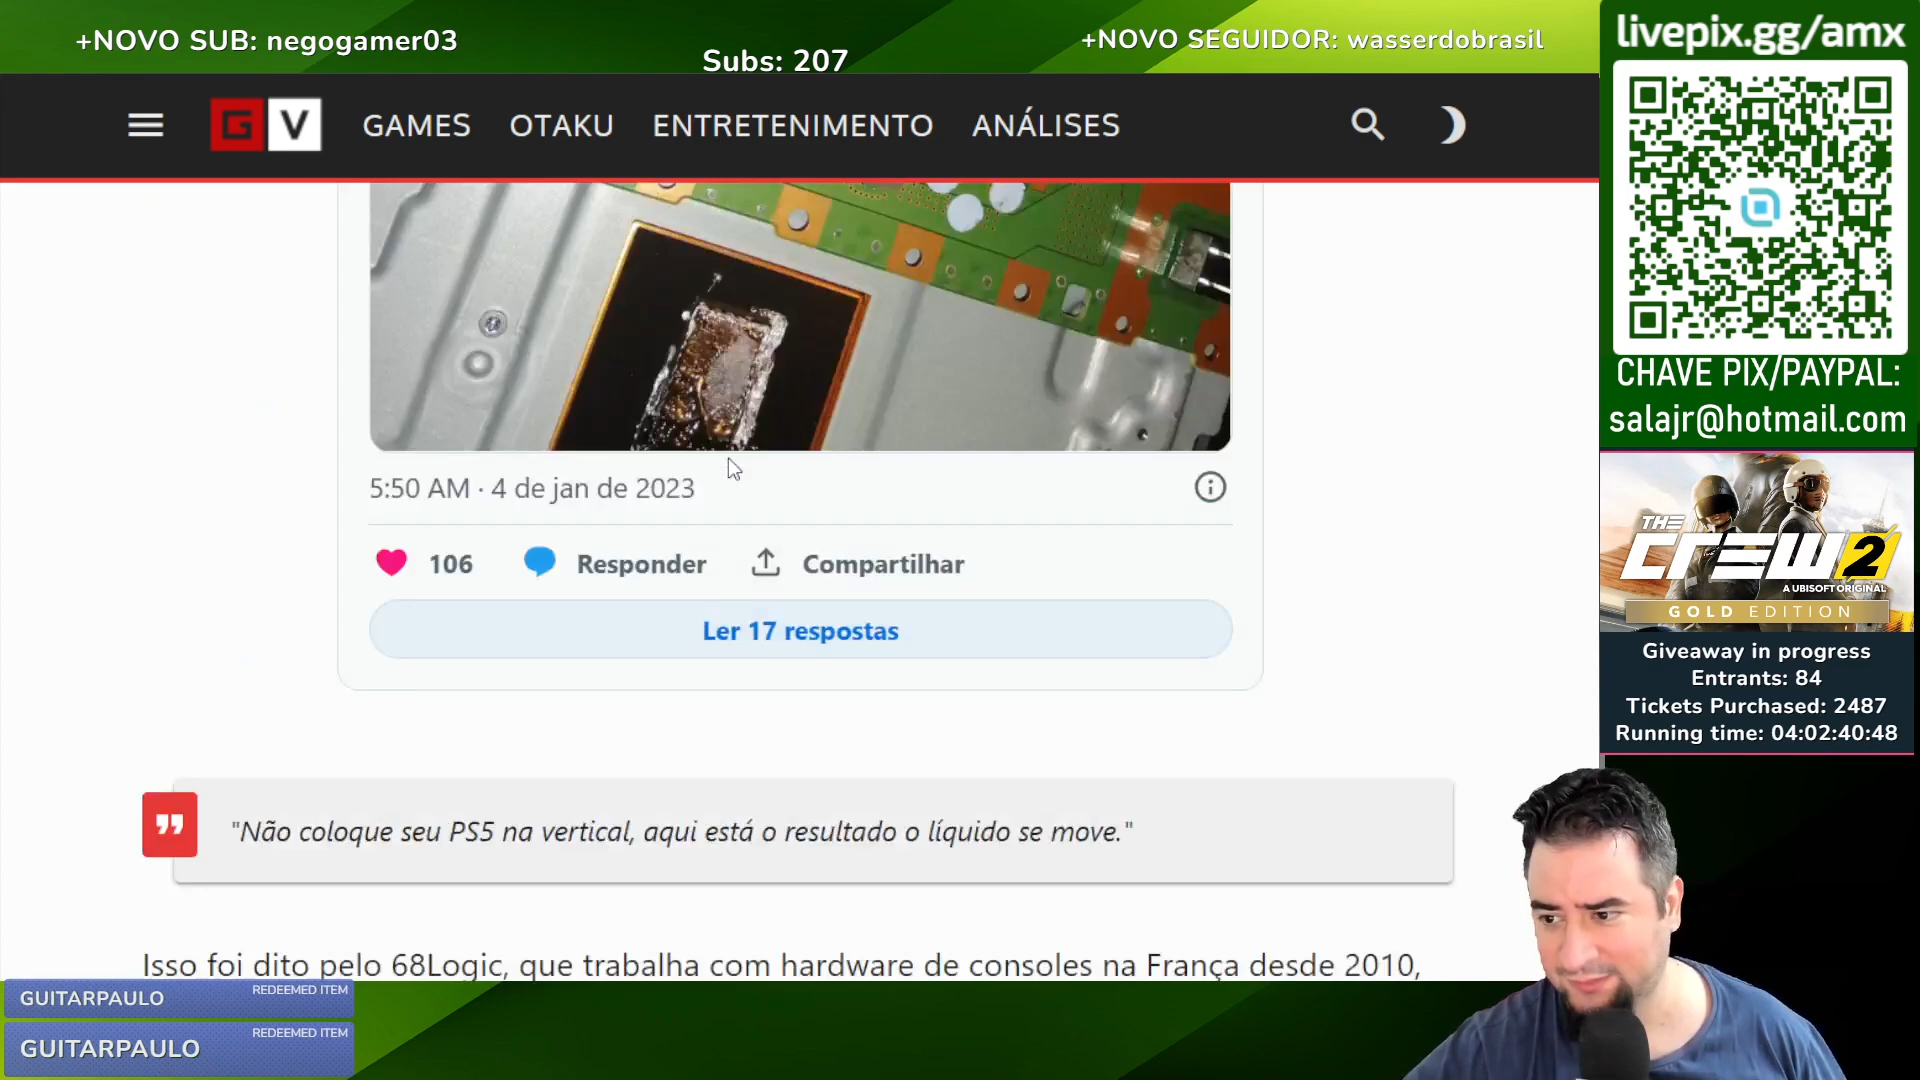 +NOVO SUB: negogamer03
Subs: 207
+NOVO SEGUIDOR: wasserdobrasil
livepix.gg/amx
GV
GAMES
OTAKU
ENTRETENIMENTO
ANÁLISES
CHAVE PIX/PAYPAL:
salajr@hotmail.com
5:50 AM · 4 de jan de 2023
106
Responder
Compartilhar
Ler 17 respostas
THE
CREW 2
A UBISOFT ORIGINAL
GOLD EDITION
Giveaway in progress
Entrants: 84
Tickets Purchased: 2487
Running time: 04:02:40:48
"Não coloque seu PS5 na vertical, aqui está o resultado o líquido se move."
Isso foi dito pelo 68Logic, que trabalha com hardware de consoles na França desde 2010,
GUITARPAULO
REDEEMED ITEM
GUITARPAULO
REDEEMED ITEM